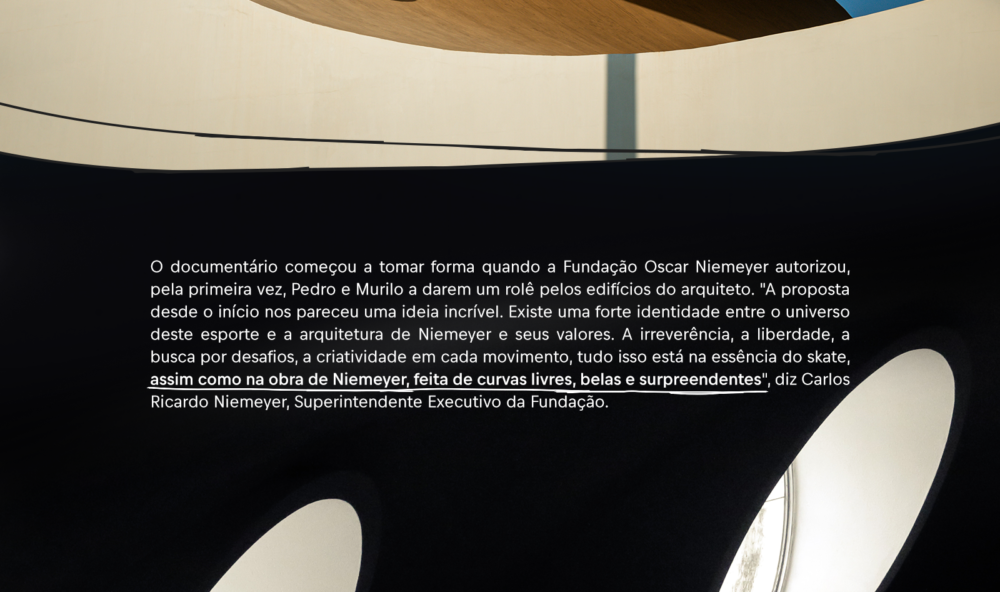 O documentário começou a tomar forma quando a Fundação Oscar Niemeyer autorizou,
pela primeira vez, Pedro e Murilo a darem um rolê pelos edifícios do arquiteto. "A proposta
desde o início nos pareceu uma ideia incrível. Existe uma forte identidade entre o universo
deste esporte e a arquitetura de Niemeyer e seus valores. A irreverência, a liberdade, a
busca por desafios, a criatividade em cada movimento, tudo isso está na essência do skate,
assim como na obra de Niemeyer, feita de curvas livres, belas e surpreendentes", diz Carlos
Ricardo Niemeyer, Superintendente Executivo da Fundação.